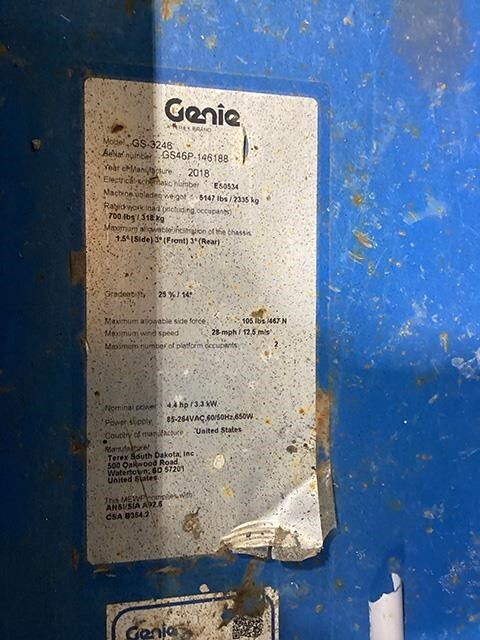 Genie
A TEREX BRAND
Model: GS-3246
Serial number: GS46P-146188
Year of Manufacture: 2018
Electrical schematic number: ES0534
Machine unladen weight: 5147 lbs / 2335 kg
Rated work load (including occupants):
700 lbs / 318 kg
Maximum allowable inclination of the chassis:
1.5° (Side) 3° (Front) 3° (Rear)
Gradeability: 25 % / 14°
Maximum allowable side force: 105 lbs /467 N
Maximum wind speed: 28 mph / 12.5 m/s
Maximum number of platform occupants: 2
Nominal power: 4.4 hp / 3.3 kW
Power supply: 85-264VAC,60/50Hz,650W
Country of manufacture: United States
Manufacturer:
Terex South Dakota, Inc
500 Oakwood Road
Watertown, SD 57201
United States
This MEWP complies with:
ANSI/SIA A92.6
CSA B354.2
Genie